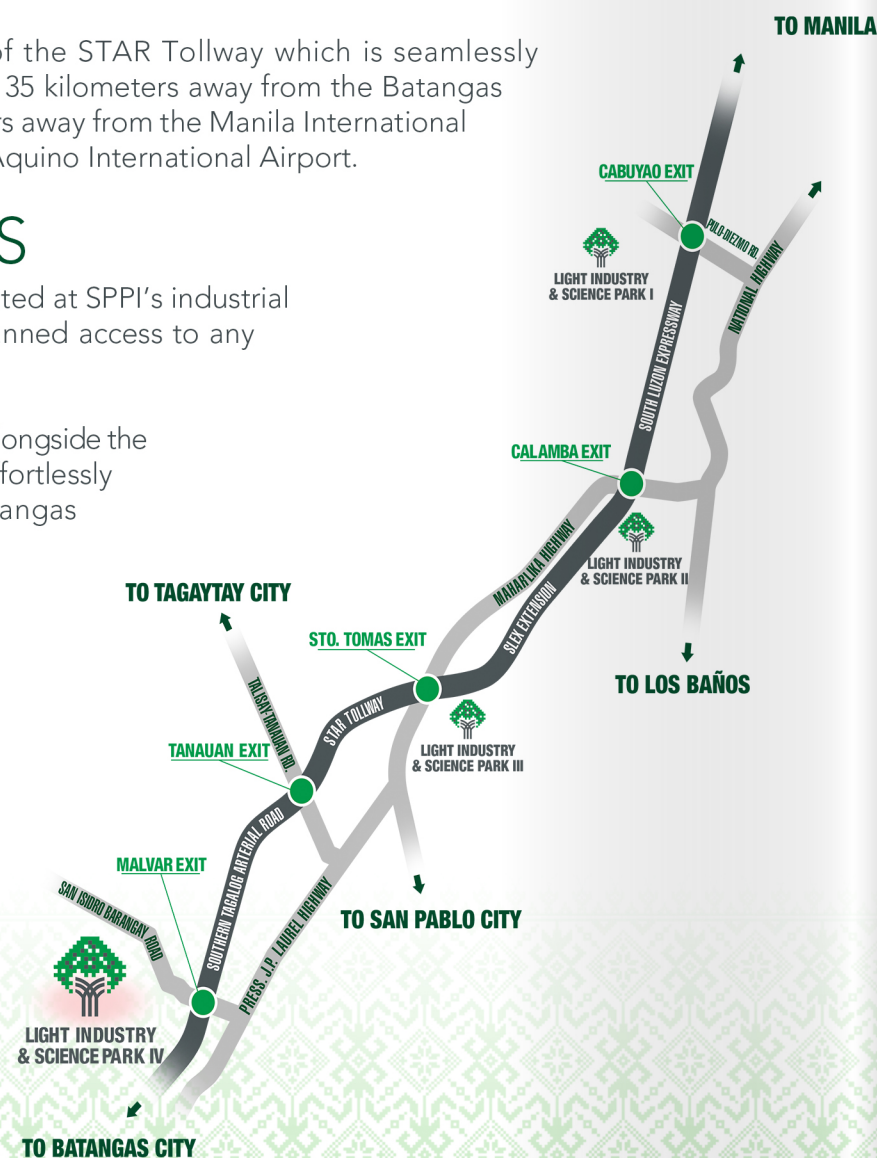 TO MANILA
of the STAR Tollway which is seamlessly
35 kilometers away from the Batangas
rs away from the Manila International
Aquino International Airport.
CABUYAO EXIT
PULO-DIEZMO RD.
S
NATIONAL HIGHWAY
LIGHT INDUSTRY
& SCIENCE PARK I
ted at SPPI's industrial
nned access to any
SOUTH LUZON EXPRESSWAY
ongside the
fortlessly
angas
CALAMBA EXIT
MAHARLIKA HIGHWAY
LIGHT INDUSTRY
& SCIENCE PARK II
SLEX EXTENSION
TO TAGAYTAY CITY
STO. TOMAS EXIT
TO LOS BAÑOS
TALISAY-TANAUAN RD.
STAR TOLLWAY
TANAUAN EXIT
LIGHT INDUSTRY
& SCIENCE PARK III
SOUTHERN TAGALOG ARTERIAL ROAD
MALVAR EXIT
SAN ISIDRO BARANGAY ROAD
PRESS. J.P. LAUREL HIGHWAY
TO SAN PABLO CITY
LIGHT INDUSTRY
& SCIENCE PARK IV
TO BATANGAS CITY